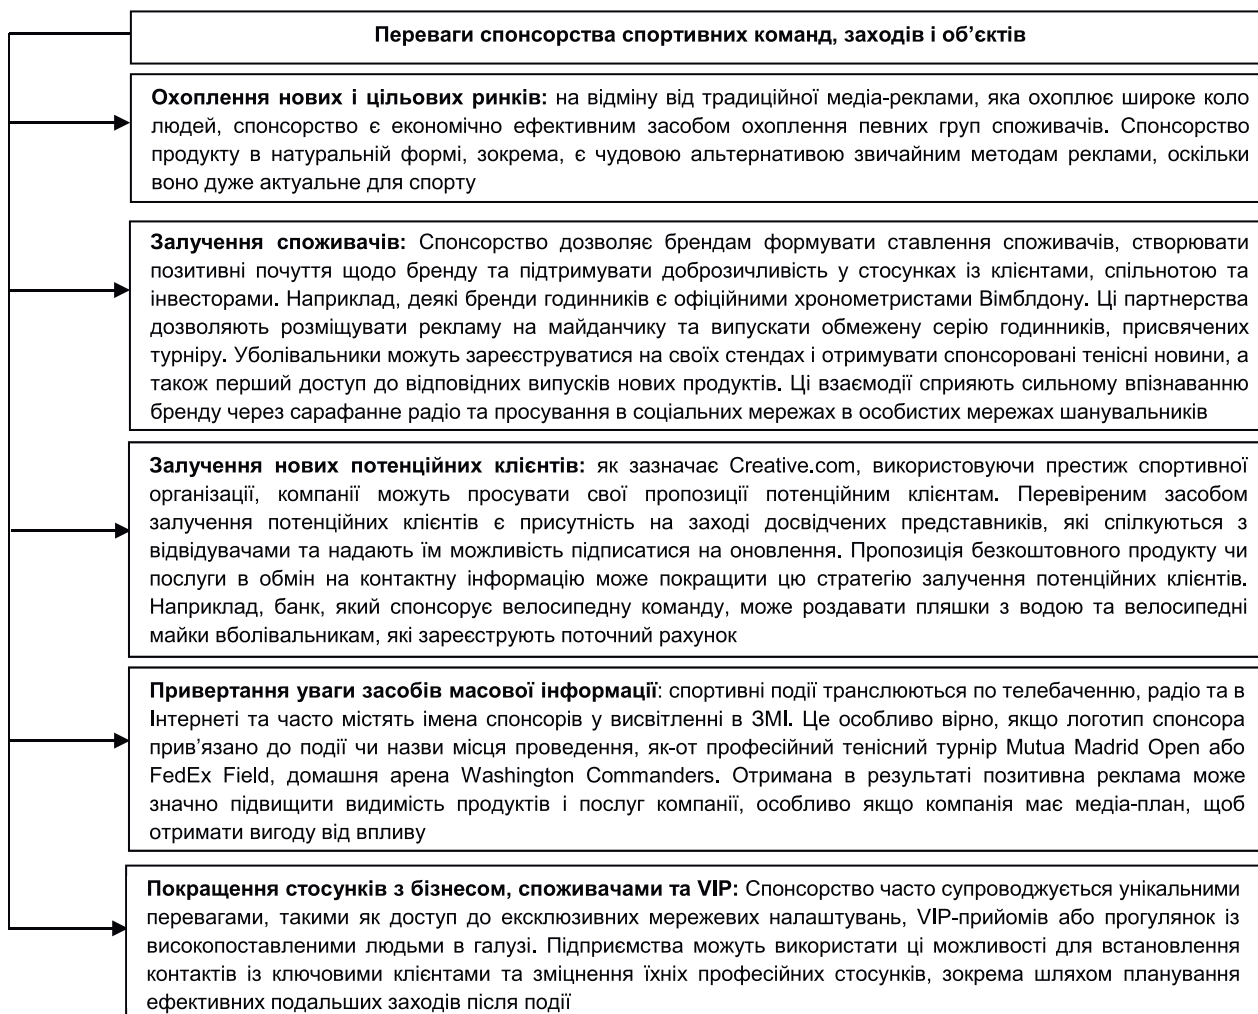 Переваги спонсорства спортивних команд, заходів і об’єктів
Охоплення нових і цільових ринків: на відміну від традиційної медіа-реклами, яка охоплює широке коло
людей, спонсорство є економічно ефективним засобом охоплення певних груп споживачів. Спонсорство
продукту в натуральній формі, зокрема, є чудовою альтернативою звичайним методам реклами, оскільки
воно дуже актуальне для спорту
Залучення споживачів: Спонсорство дозволяє брендам формувати ставлення споживачів, створювати
позитивні почуття щодо бренду та підтримувати доброзичливість у стосунках із клієнтами, спільнотою та
інвесторами. Наприклад, деякі бренди годинників є офіційними хронометристами Вімблдону. Ці партнерства
дозволяють розміщувати рекламу на майданчику та випускати обмежену серію годинників, присвячених
турніру. Уболівальники можуть зареєструватися на своїх стендах і отримувати спонсоровані тенісні новини, а
також перший доступ до відповідних випусків нових продуктів. Ці взаємодії сприяють сильному впізнаванню
бренду через сарафанне радіо та просування в соціальних мережах в особистих мережах шанувальників
Залучення нових потенційних клієнтів: як зазначає Creative.com, використовуючи престиж спортивної
організації, компанії можуть просувати свої пропозиції потенційним клієнтам. Перевіреним засобом
залучення потенційних клієнтів є присутність на заході досвідчених представників, які спілкуються з
відвідувачами та надають їм можливість підписатися на оновлення. Пропозиція безкоштовного продукту чи
послуги в обмін на контактну інформацію може покращити цю стратегію залучення потенційних клієнтів.
Наприклад, банк, який спонсорує велосипедну команду, може роздавати пляшки з водою та велосипедні
майки вболівальникам, які зареєструють поточний рахунок
Привертання уваги засобів масової інформації: спортивні події транслюються по телебаченню, радіо та в
Інтернеті та часто містять імена спонсорів у висвітленні в ЗМІ. Це особливо вірно, якщо логотип спонсора
прив’язано до події чи назви місця проведення, як-от професійний тенісний турнір Mutua Madrid Open або
FedEx Field, домашня арена Washington Commanders. Отримана в результаті позитивна реклама може
значно підвищити видимість продуктів і послуг компанії, особливо якщо компанія має медіа-план, щоб
отримати вигоду від впливу
Покращення стосунків з бізнесом, споживачами та VIP: Спонсорство часто супроводжується унікальними
перевагами, такими як доступ до ексклюзивних мережевих налаштувань, VIP-прийомів або прогулянок із
високопоставленими людьми в галузі. Підприємства можуть використати ці можливості для встановлення
контактів із ключовими клієнтами та зміцнення їхніх професійних стосунків, зокрема шляхом планування
ефективних подальших заходів після події